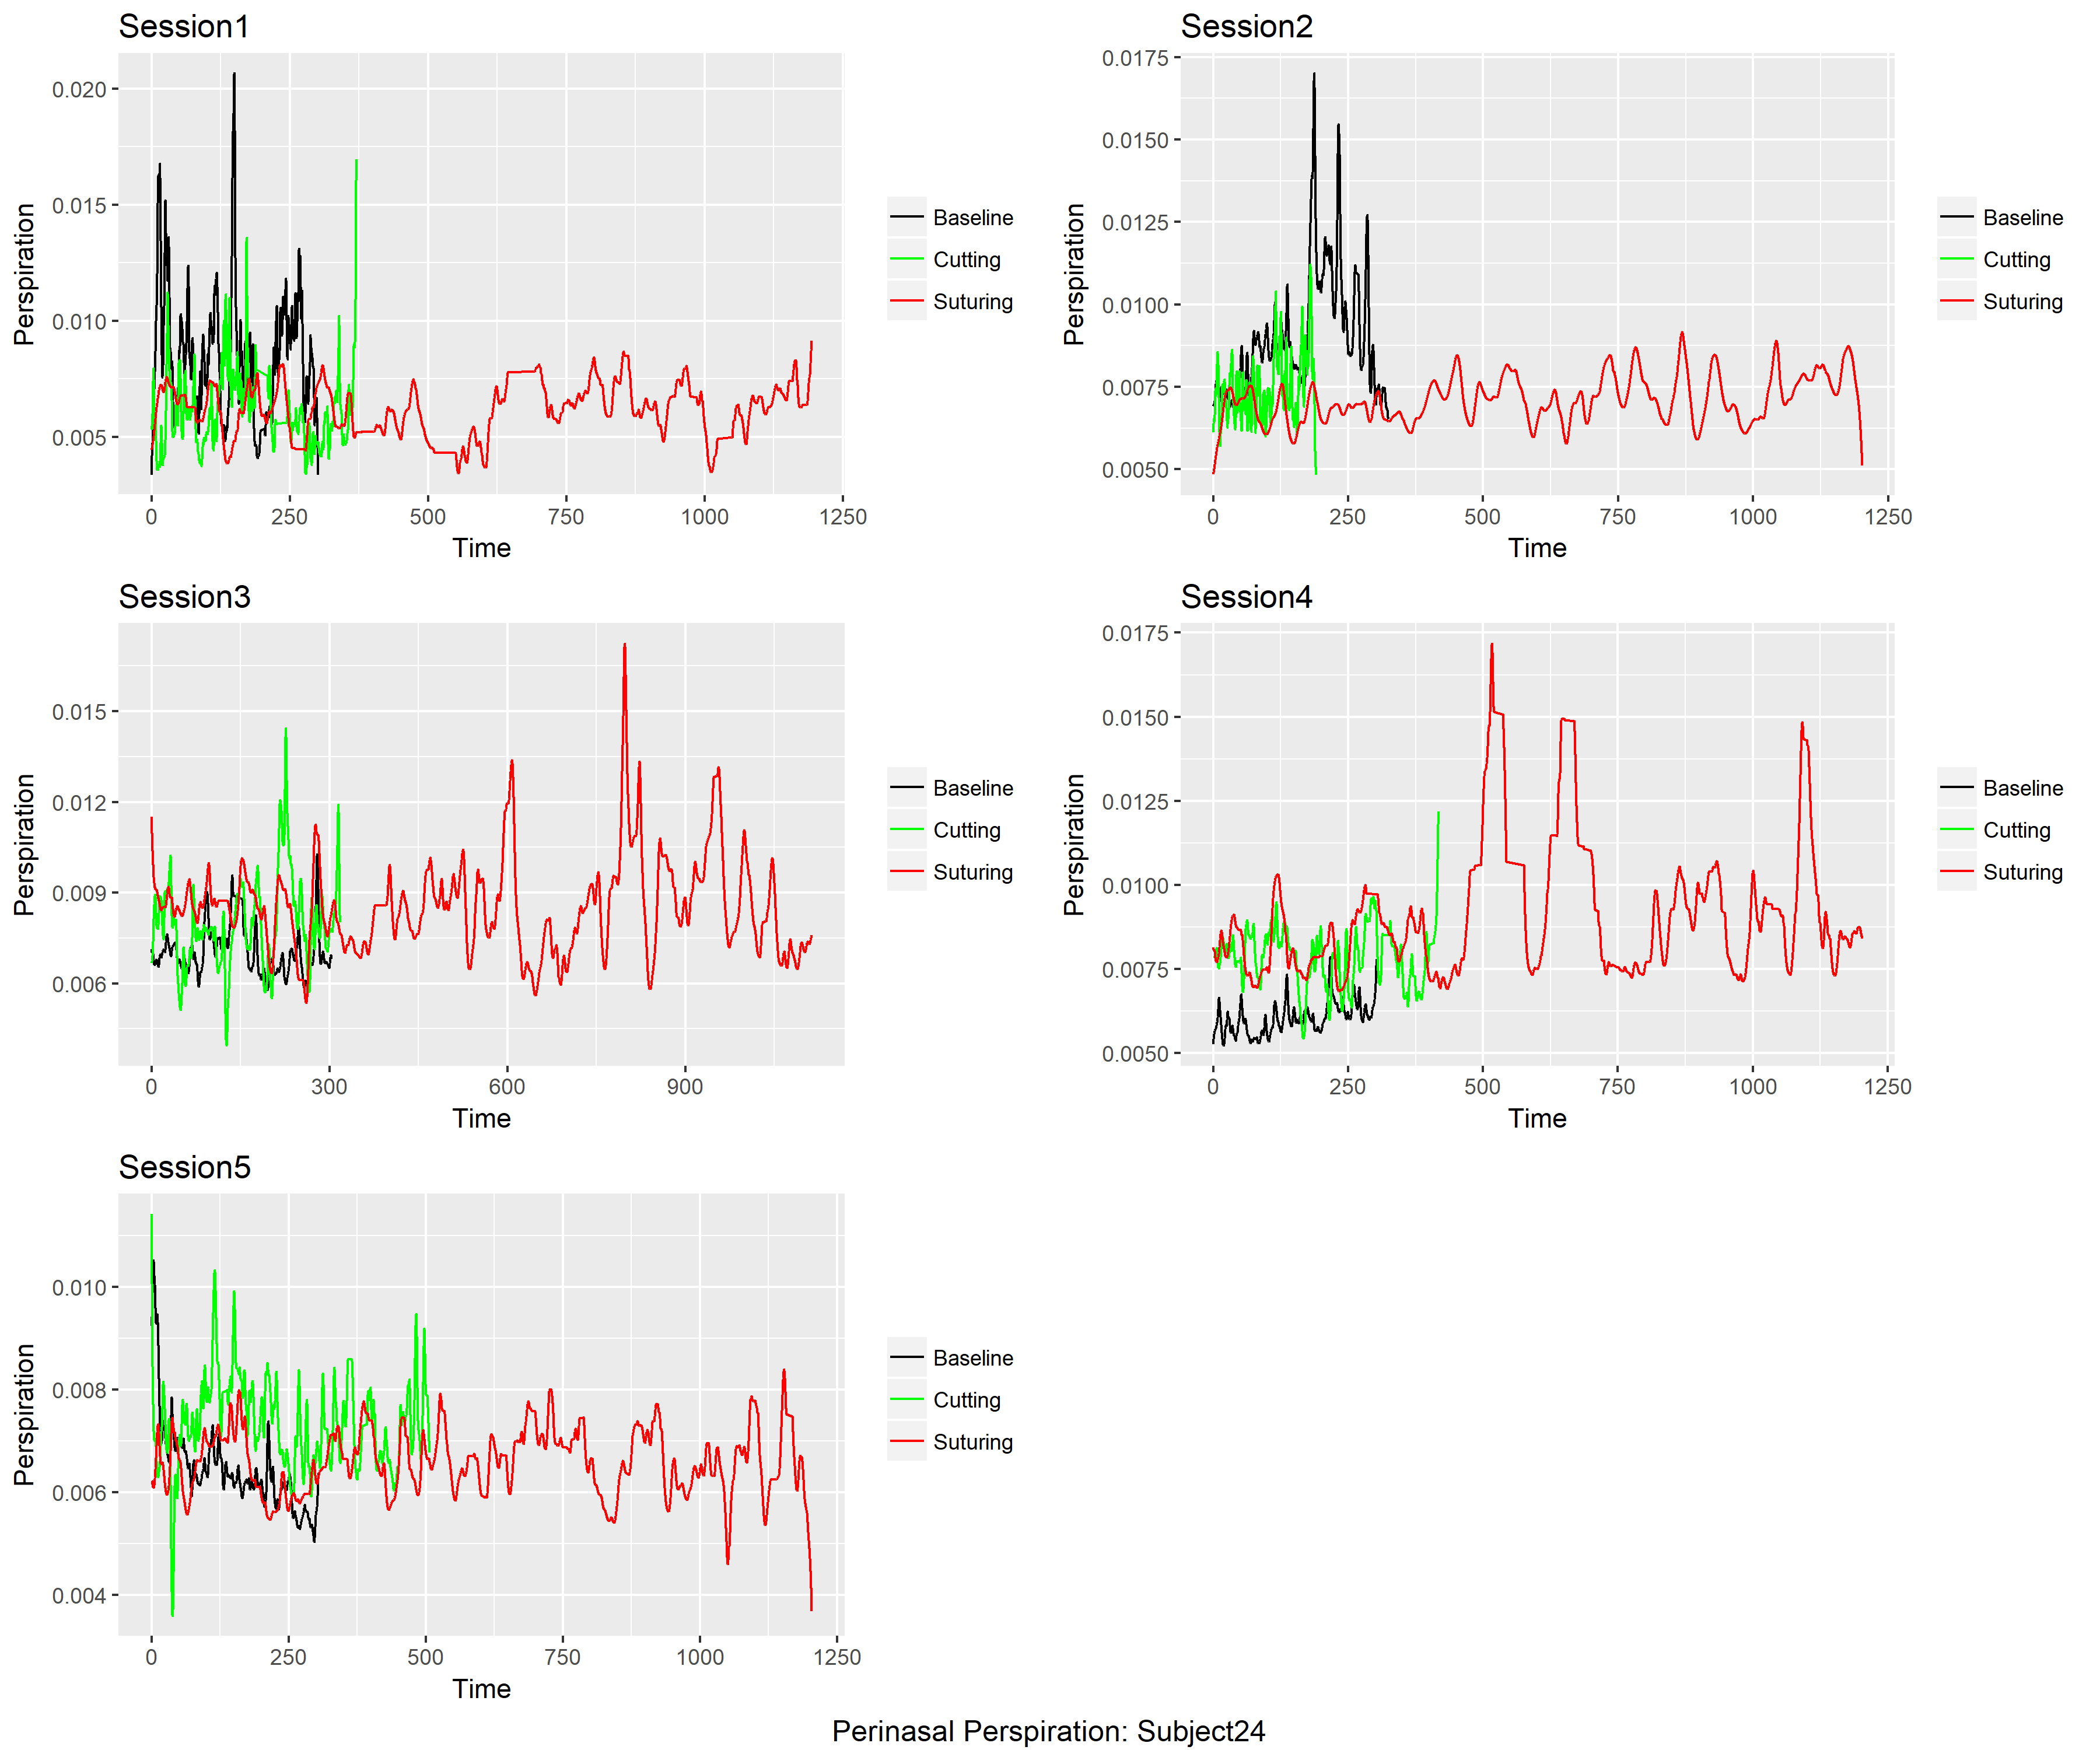 Session1
Perspiration
0.020
0.015
0.010
0.005
0 250 500 750 1000 1250
Time
Baseline
Cutting
Suturing
Session2
Perspiration
0.0175
0.0150
0.0125
0.0100
0.0075
0.0050
0 250 500 750 1000 1250
Time
Baseline
Cutting
Suturing
Session3
Perspiration
0.015
0.012
0.009
0.006
0 300 600 900
Time
Baseline
Cutting
Suturing
Session4
Perspiration
0.0175
0.0150
0.0125
0.0100
0.0075
0.0050
0 250 500 750 1000 1250
Time
Baseline
Cutting
Suturing
Session5
Perspiration
0.010
0.008
0.006
0.004
0 250 500 750 1000 1250
Time
Baseline
Cutting
Suturing
Perinasal Perspiration: Subject24